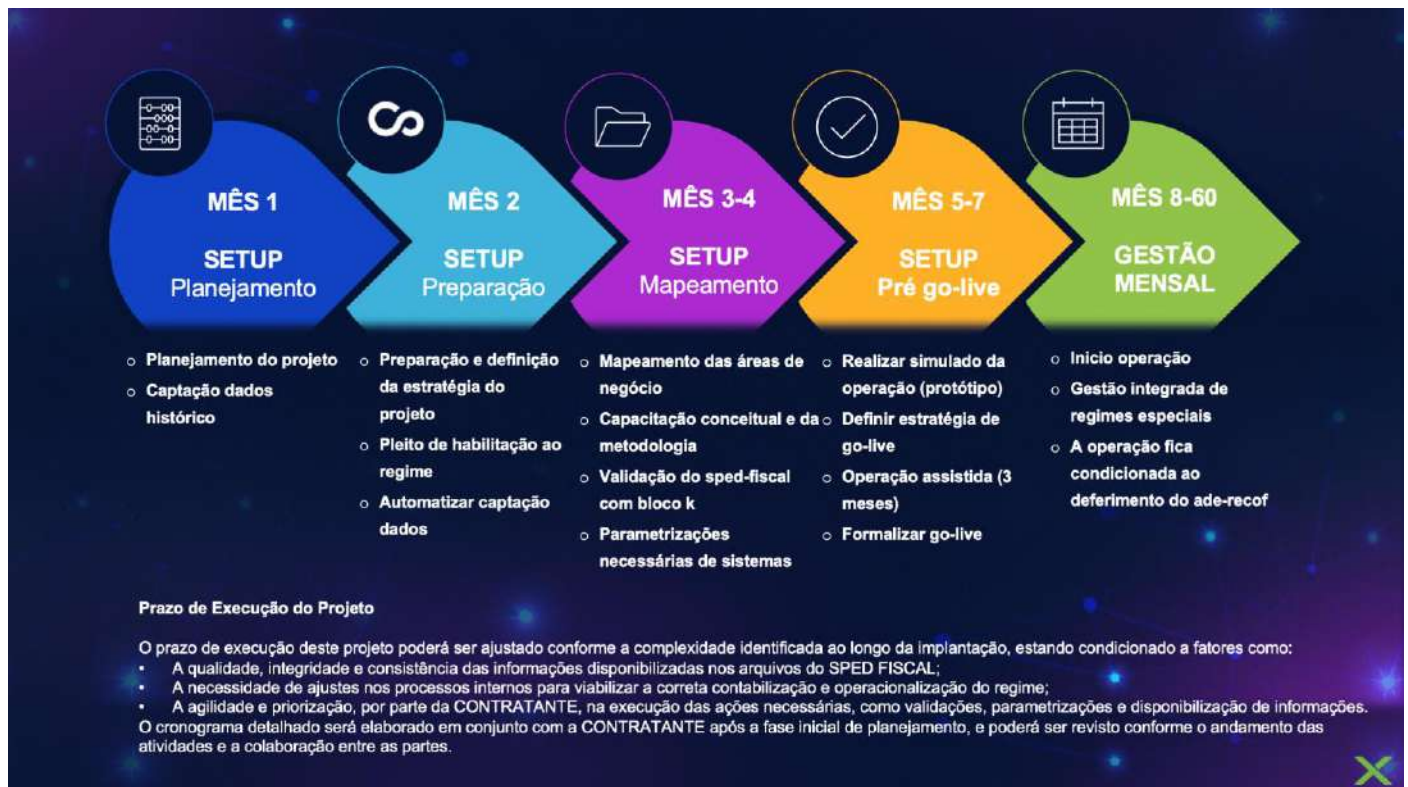 MÊS 1
SETUP
Planejamento
Planejamento do projeto
Captação dados
histórico
MÊS 2
SETUP
Preparação
Preparação e definição
da estratégia do
projeto
Pleito de habilitação ao
regime
Automatizar captação
dados
MÊS 3-4
SETUP
Mapeamento
Mapeamento das áreas de
negócio
Capacitação conceitual e da
metodologia
Validação do sped-fiscal
com bloco k
Parametrizações
necessárias de sistemas
MÊS 5-7
SETUP
Pré go-live
Realizar simulado da
operação (protótipo)
Definir estratégia de
go-live
Operação assistida (3
meses)
Formalizar go-live
MÊS 8-60
GESTÃO
MENSAL
Inicio operação
Gestão integrada de
regimes especiais
A operação fica
condicionada ao
deferimento do ade-recof
Prazo de Execução do Projeto
O prazo de execução deste projeto poderá ser ajustado conforme a complexidade identificada ao longo da implantação, estando condicionado a fatores como:
• A qualidade, integridade e consistência das informações disponibilizadas nos arquivos do SPED FISCAL;
• A necessidade de ajustes nos processos internos para viabilizar a correta contabilização e operacionalização do regime;
• A agilidade e priorização, por parte da CONTRATANTE, na execução das ações necessárias, como validações, parametrizações e disponibilização de informações.
O cronograma detalhado será elaborado em conjunto com a CONTRATANTE após a fase inicial de planejamento, e poderá ser revisto conforme o andamento das
atividades e a colaboração entre as partes.